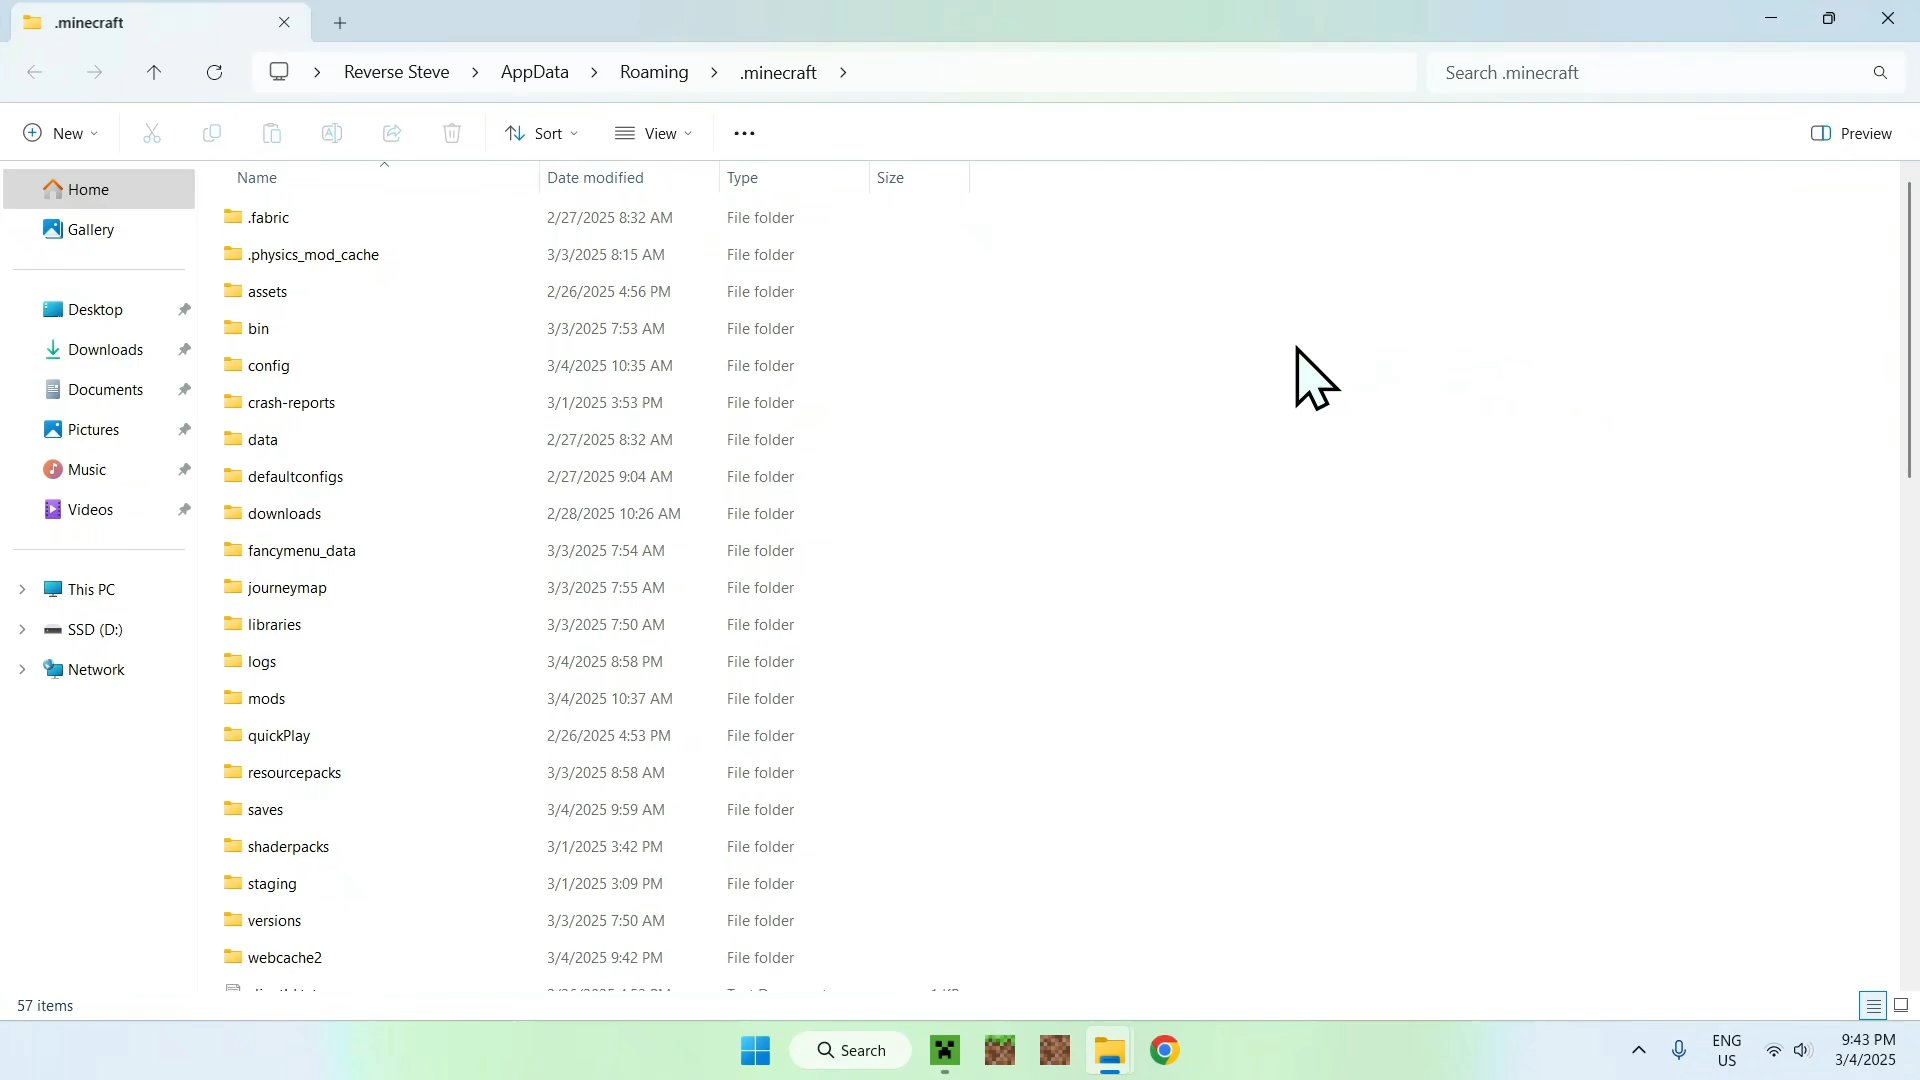 .minecraft
Reverse Steve
AppData
Roaming
.minecraft
Search .minecraft
New
Sort
View
Preview
Name
Date modified
Type
Size
Home
Gallery
Desktop
Downloads
Documents
Pictures
Music
Videos
This PC
SSD (D:)
Network
.fabric 2/27/2025 8:32 AM File folder
.physics_mod_cache 3/3/2025 8:15 AM File folder
assets 2/26/2025 4:56 PM File folder
bin 3/3/2025 7:53 AM File folder
config 3/4/2025 10:35 AM File folder
crash-reports 3/1/2025 3:53 PM File folder
data 2/27/2025 8:32 AM File folder
defaultconfigs 2/27/2025 9:04 AM File folder
downloads 2/28/2025 10:26 AM File folder
fancymenu_data 3/3/2025 7:54 AM File folder
journeymap 3/3/2025 7:55 AM File folder
libraries 3/3/2025 7:50 AM File folder
logs 3/4/2025 8:58 PM File folder
mods 3/4/2025 10:37 AM File folder
quickPlay 2/26/2025 4:53 PM File folder
resourcepacks 3/3/2025 8:58 AM File folder
saves 3/4/2025 9:59 AM File folder
shaderpacks 3/1/2025 3:42 PM File folder
staging 3/1/2025 3:09 PM File folder
versions 3/3/2025 7:50 AM File folder
webcache2 3/4/2025 9:42 PM File folder
57 items
Search
ENG
US
9:43 PM
3/4/2025